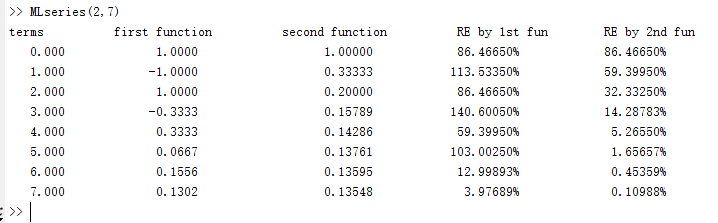 >> MLseries(2,7)
terms first function second function RE by 1st fun RE by 2nd fun
0.000 1.0000 1.00000 86.46650% 86.46650%
1.000 -1.0000 0.33333 113.53350% 59.39950%
2.000 1.0000 0.20000 86.46650% 32.33250%
3.000 -0.3333 0.15789 140.60050% 14.28783%
4.000 0.3333 0.14286 59.39950% 5.26550%
5.000 0.0667 0.13761 103.00250% 1.65657%
6.000 0.1556 0.13595 12.99893% 0.45359%
7.000 0.1302 0.13548 3.97689% 0.10988%
>>